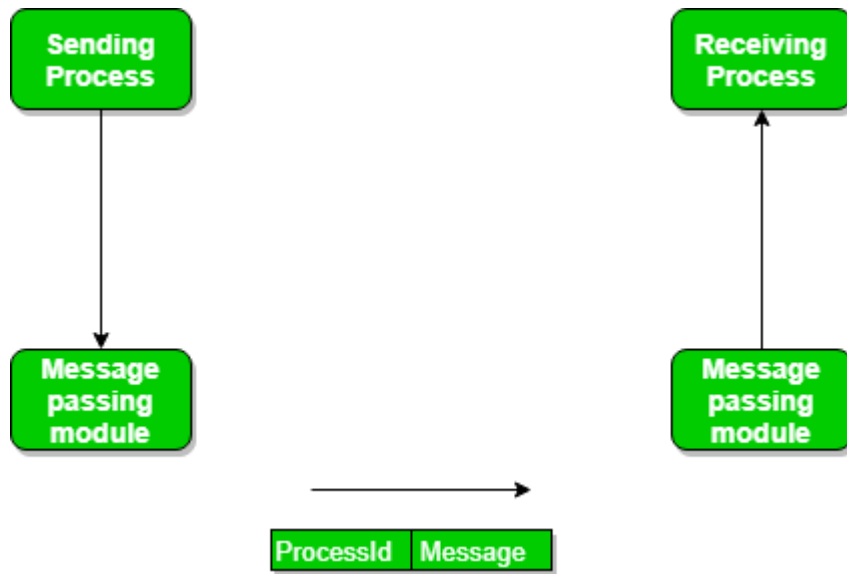 Sending
Process
Receiving
Process
Message
passing
module
Message
passing
module
ProcessId Message